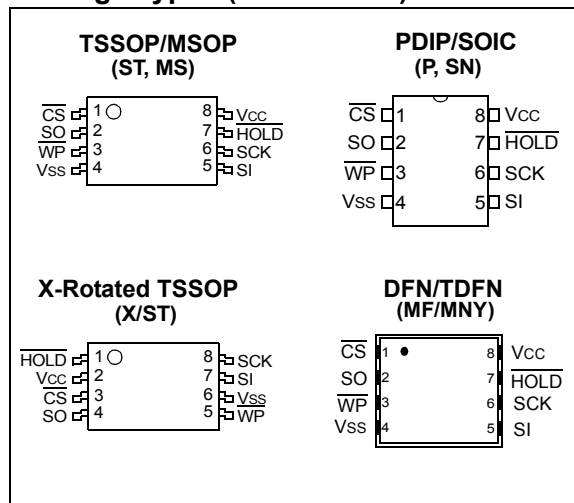 TSSOP/MSOP
(ST, MS)
CS 1 8 VCC
SO 2 7 HOLD
WP 3 6 SCK
VSS 4 5 SI
PDIP/SOIC
(P, SN)
CS 1 8 VCC
SO 2 7 HOLD
WP 3 6 SCK
VSS 4 5 SI
X-Rotated TSSOP
(X/ST)
HOLD 1 8 SCK
VCC 2 7 SI
CS 3 6 VSS
SO 4 5 WP
DFN/TDFN
(MF/MNY)
CS 1 8 VCC
SO 2 7 HOLD
WP 3 6 SCK
VSS 4 5 SI